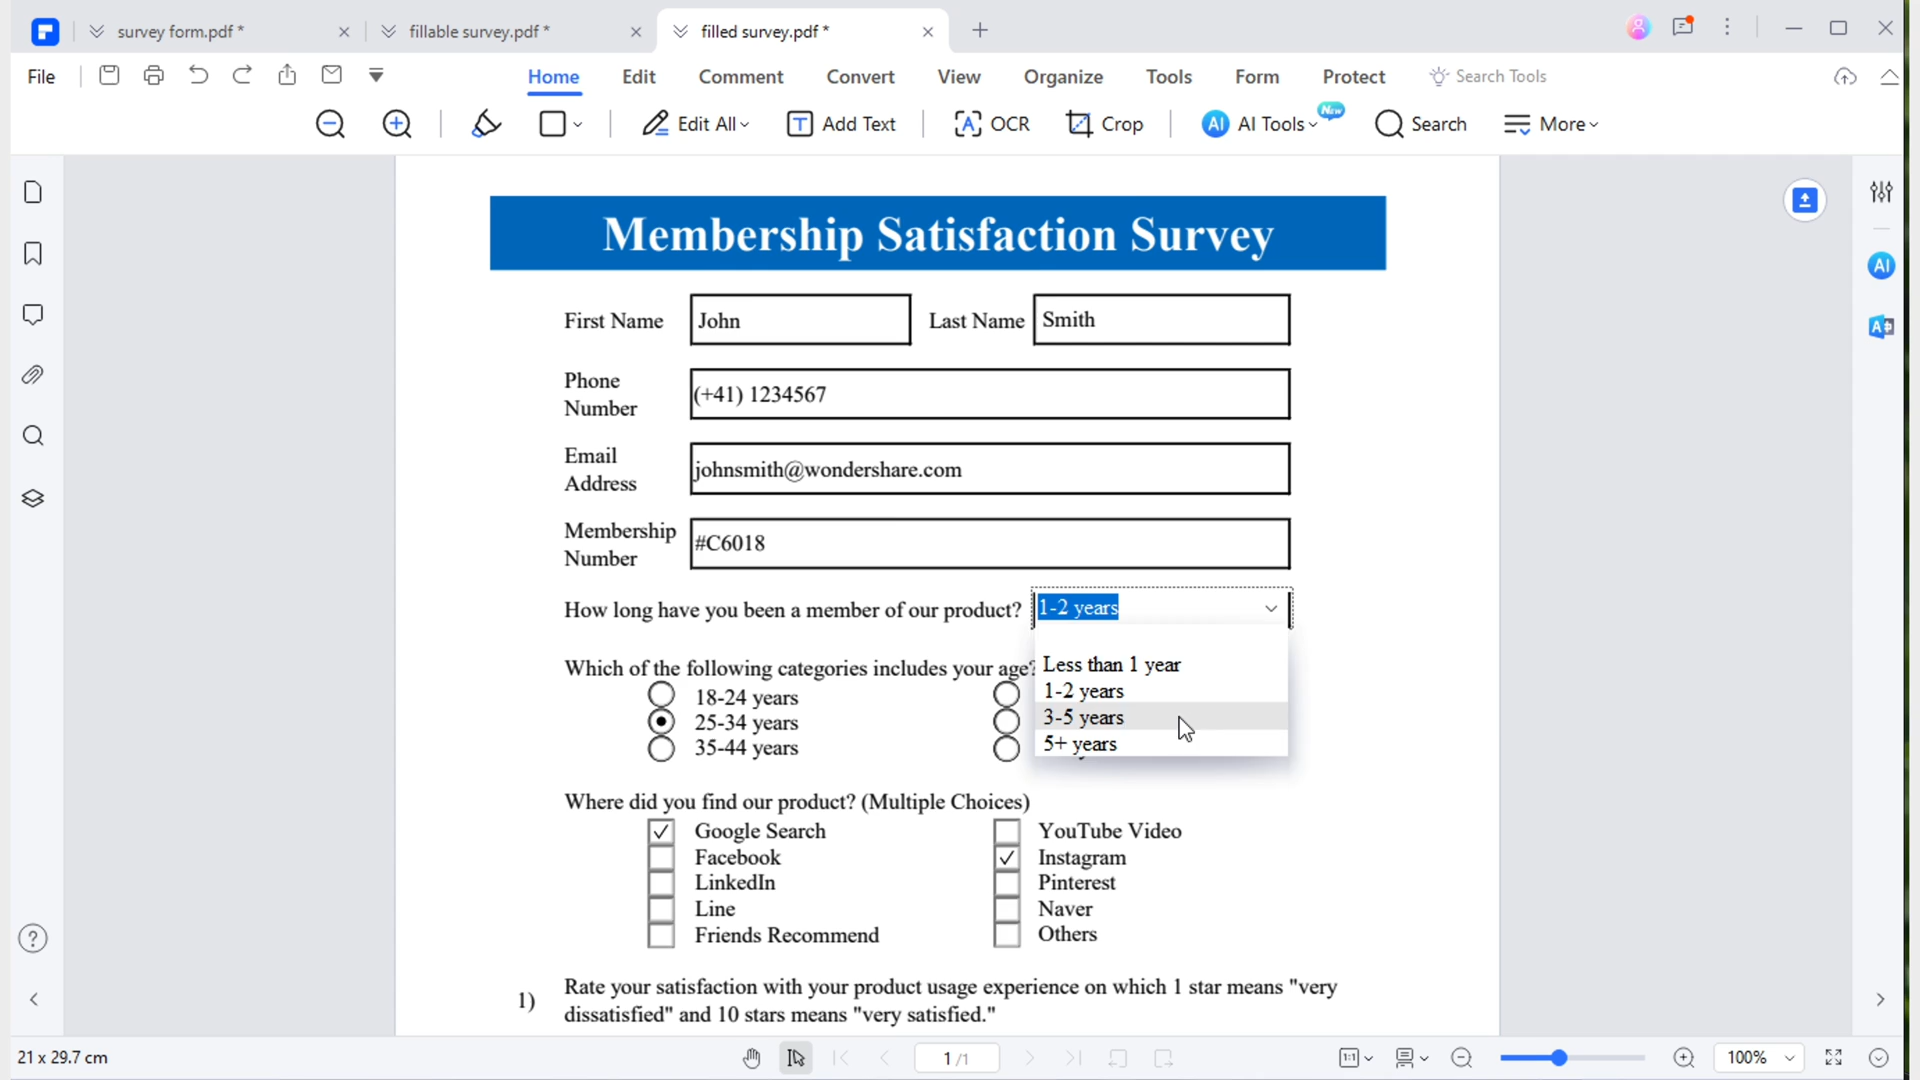 survey form.pdf *
fillable survey.pdf *
filled survey.pdf *
File
Home
Edit
Comment
Convert
View
Organize
Tools
Form
Protect
Search Tools
Edit All
Add Text
OCR
Crop
AI AI Tools
New
Search
More
Membership Satisfaction Survey
First Name
John
Last Name
Smith
Phone
Number
(+41) 1234567
Email
Address
johnsmith@wondershare.com
Membership
Number
#C6018
How long have you been a member of our product?
1-2 years
Less than 1 year
1-2 years
3-5 years
5+ years
Which of the following categories includes your age?
18-24 years
25-34 years
35-44 years
Where did you find our product? (Multiple Choices)
Google Search
YouTube Video
Facebook
Instagram
LinkedIn
Pinterest
Line
Naver
Friends Recommend
Others
1)
Rate your satisfaction with your product usage experience on which 1 star means "very
dissatisfied" and 10 stars means "very satisfied."
AI
21 x 29.7 cm
1 /1
1:1
100%